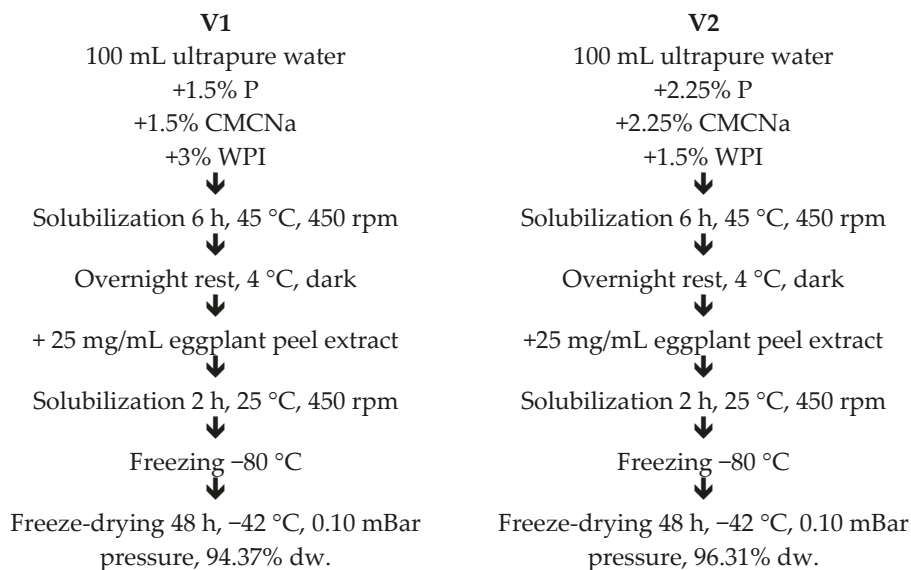 V1
100 mL ultrapure water
+1.5% P
+1.5% CMCNa
+3% WPI
Solubilization 6 h, 45 °C, 450 rpm
Overnight rest, 4 °C, dark
+ 25 mg/mL eggplant peel extract
Solubilization 2 h, 25 °C, 450 rpm
Freezing −80 °C
Freeze-drying 48 h, −42 °C, 0.10 mBar
pressure, 94.37% dw.
V2
100 mL ultrapure water
+2.25% P
+2.25% CMCNa
+1.5% WPI
Solubilization 6 h, 45 °C, 450 rpm
Overnight rest, 4 °C, dark
+25 mg/mL eggplant peel extract
Solubilization 2 h, 25 °C, 450 rpm
Freezing −80 °C
Freeze-drying 48 h, −42 °C, 0.10 mBar
pressure, 96.31% dw.